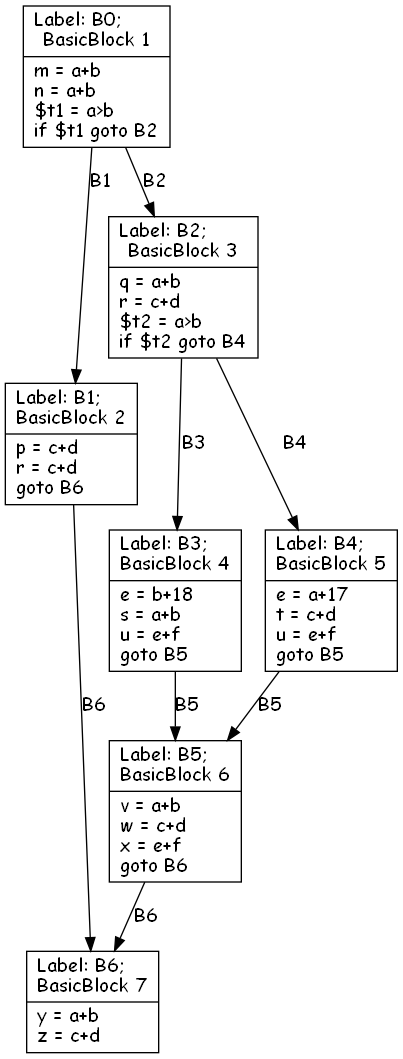 Label: B0;
BasicBlock 1
m = a+b
n = a+b
$t1 = a>b
if $t1 goto B2
B1
B2
Label: B2;
BasicBlock 3
q = a+b
r = c+d
$t2 = a>b
if $t2 goto B4
Label: B1;
BasicBlock 2
p = c+d
r = c+d
goto B6
B3
B4
Label: B3;
BasicBlock 4
e = b+18
s = a+b
u = e+f
goto B5
Label: B4;
BasicBlock 5
e = a+17
t = c+d
u = e+f
goto B5
B6
B5
B5
Label: B5;
BasicBlock 6
v = a+b
w = c+d
x = e+f
goto B6
B6
Label: B6;
BasicBlock 7
y = a+b
z = c+d